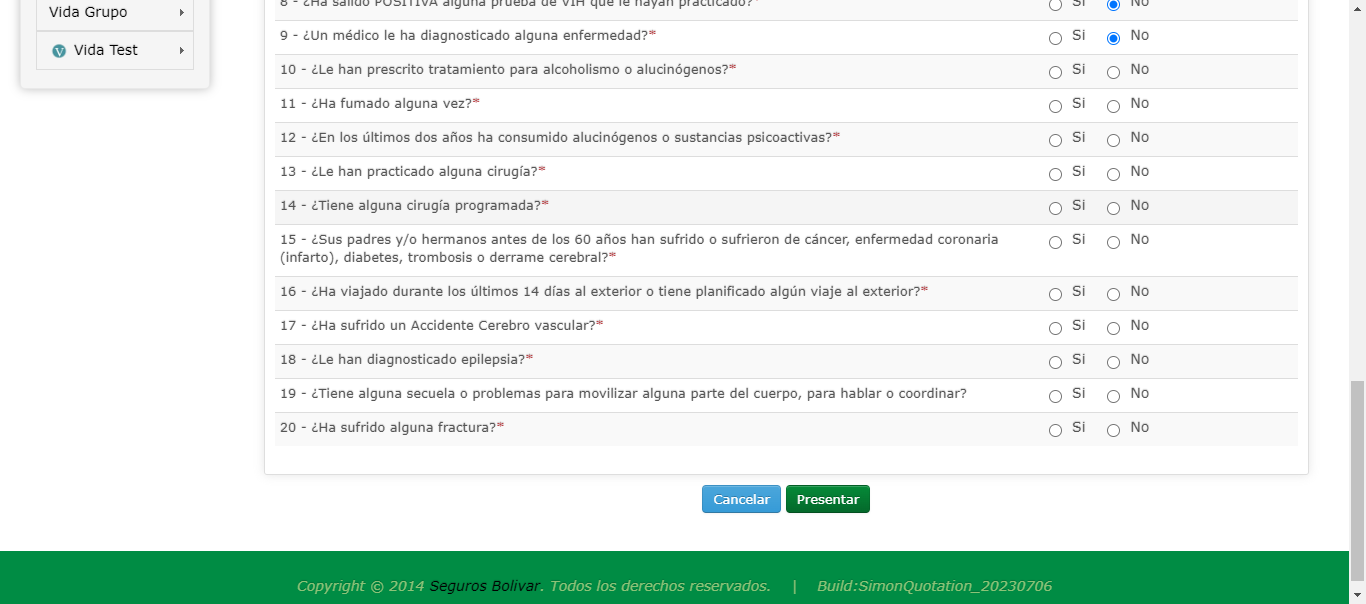 Vida Grupo
Vida Test
8 - ¿Ha salido POSITIVA alguna prueba de VIH que le hayan practicado?* Si No
9 - ¿Un médico le ha diagnosticado alguna enfermedad?* Si No
10 - ¿Le han prescrito tratamiento para alcoholismo o alucinógenos?* Si No
11 - ¿Ha fumado alguna vez?* Si No
12 - ¿En los últimos dos años ha consumido alucinógenos o sustancias psicoactivas?* Si No
13 - ¿Le han practicado alguna cirugía?* Si No
14 - ¿Tiene alguna cirugía programada?* Si No
15 - ¿Sus padres y/o hermanos antes de los 60 años han sufrido o sufrieron de cáncer, enfermedad coronaria Si No
(infarto), diabetes, trombosis o derrame cerebral?*
16 - ¿Ha viajado durante los últimos 14 días al exterior o tiene planificado algún viaje al exterior?* Si No
17 - ¿Ha sufrido un Accidente Cerebro vascular?* Si No
18 - ¿Le han diagnosticado epilepsia?* Si No
19 - ¿Tiene alguna secuela o problemas para movilizar alguna parte del cuerpo, para hablar o coordinar? Si No
20 - ¿Ha sufrido alguna fractura?* Si No
Cancelar Presentar
Copyright © 2014 Seguros Bolivar. Todos los derechos reservados. | Build:SimonQuotation_20230706